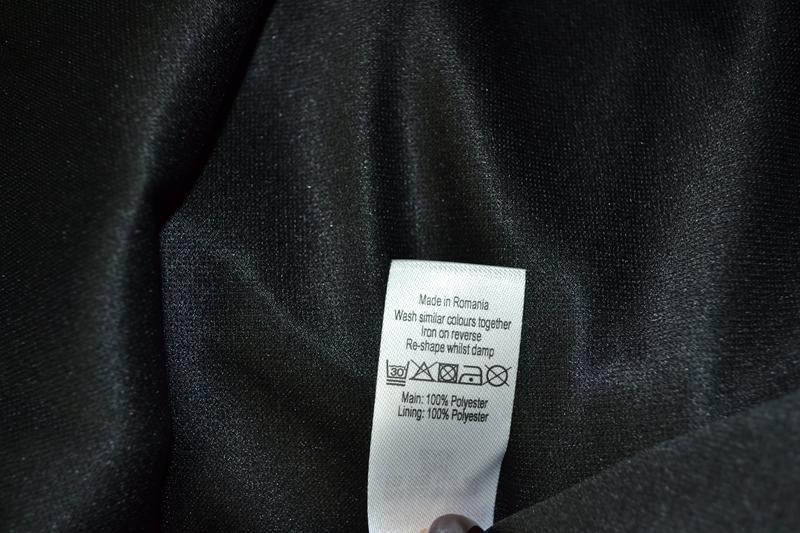 Made in Romania
Wash similar colours together
Iron on reverse
Re-shape whilst damp
30
Main: 100% Polyester
Lining: 100% Polyester